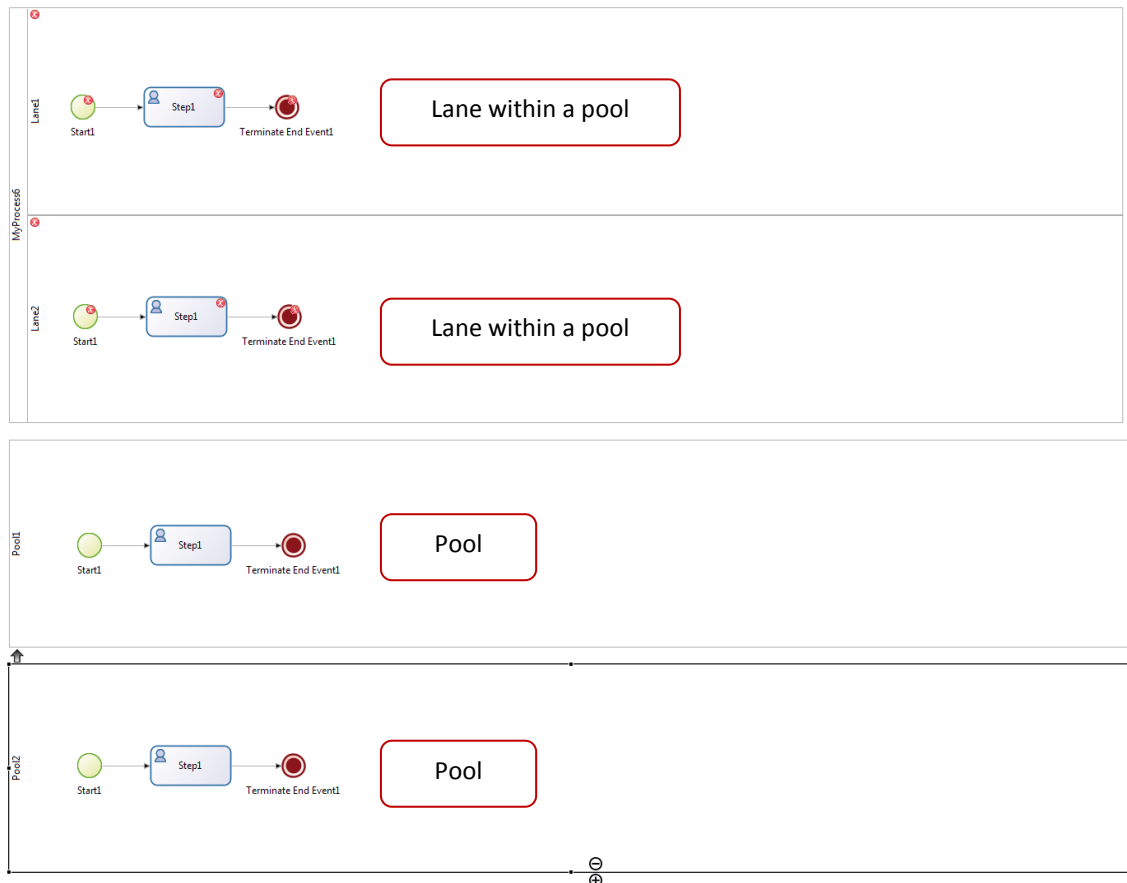 MyProcess6
Lane1
Start1
Step1
Terminate End Event1
Lane within a pool
Lane2
Start1
Step1
Terminate End Event1
Lane within a pool
Pool1
Start1
Step1
Terminate End Event1
Pool
Pool2
Start1
Step1
Terminate End Event1
Pool